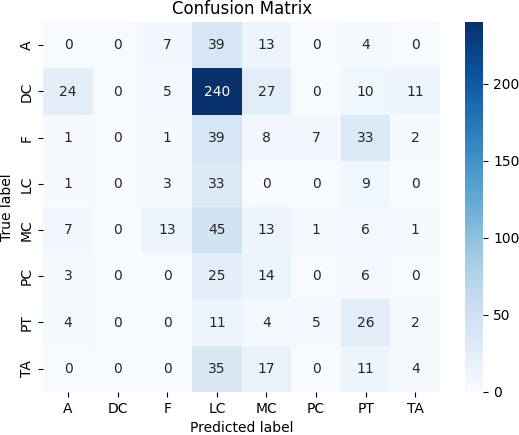 Confusion Matrix
True label
A 0 0 7 39 13 0 4 0
DC 24 0 5 240 27 0 10 11
F 1 0 1 39 8 7 33 2
LC 1 0 3 33 0 0 9 0
MC 7 0 13 45 13 1 6 1
PC 3 0 0 25 14 0 6 0
PT 4 0 0 11 4 5 26 2
TA 0 0 0 35 17 0 11 4
A DC F LC MC PC PT TA
Predicted label
200
150
100
50
0